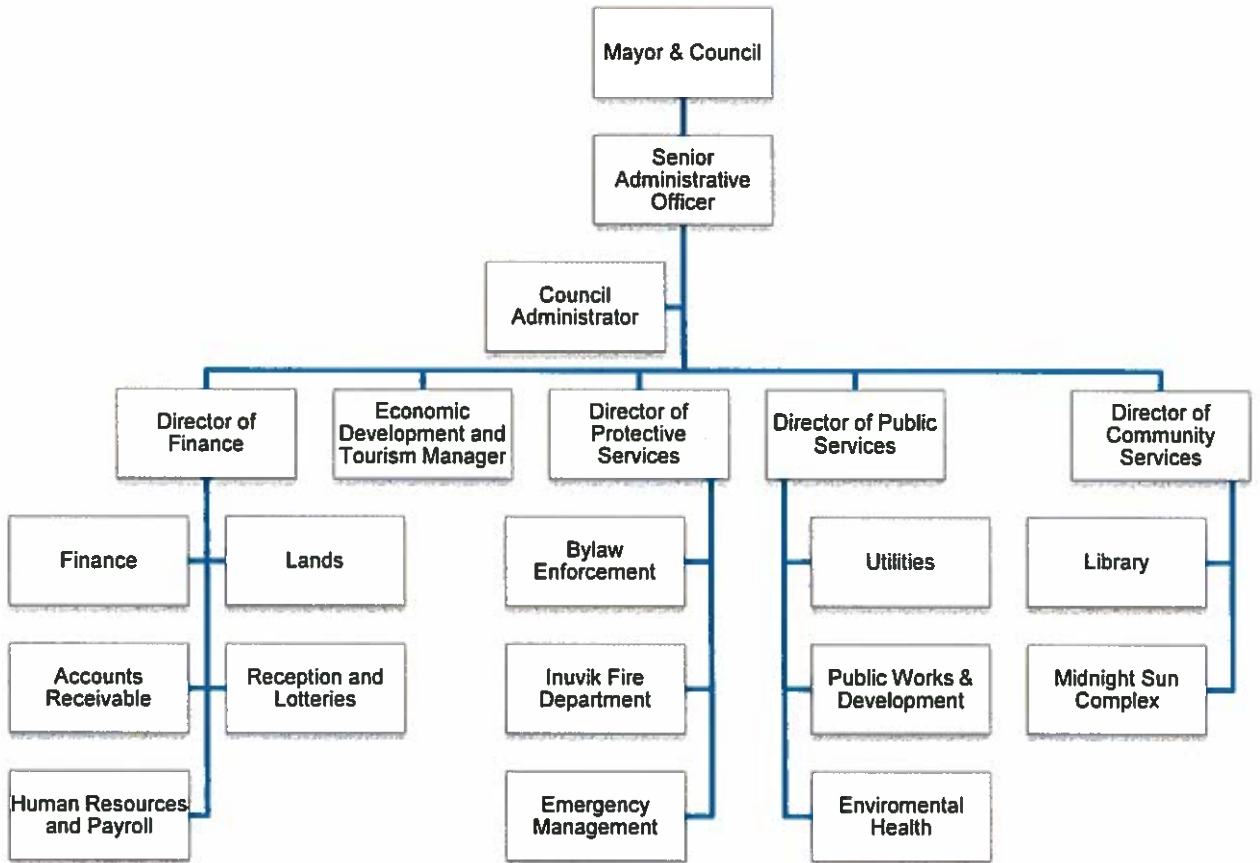 Mayor & Council
Senior
Administrative
Officer
Council
Administrator
Director of
Finance
Economic
Development and
Tourism Manager
Director of
Protective
Services
Director of Public
Services
Director of
Community
Services
Finance
Lands
Bylaw
Enforcement
Utilities
Library
Accounts
Receivable
Reception and
Lotteries
Inuvik Fire
Department
Public Works &
Development
Midnight Sun
Complex
Human Resources
and Payroll
Emergency
Management
Enviromental
Health